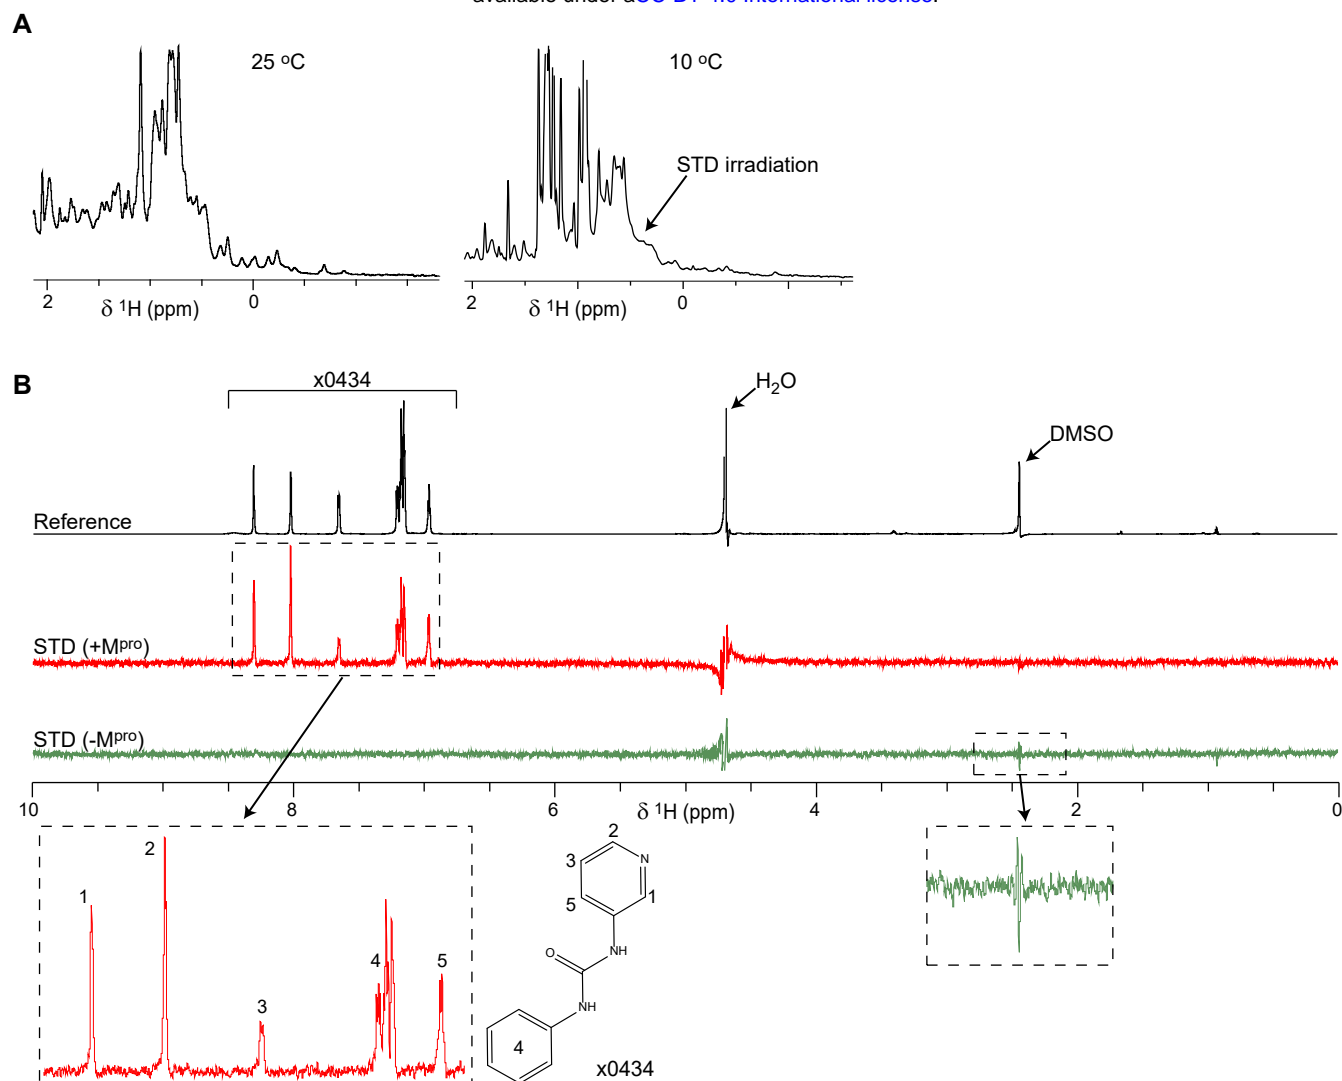 A
25 °C
10 °C
STD irradiation
2
0
δ ¹H (ppm)
2
0
δ ¹H (ppm)
B
x0434
H₂O
DMSO
Reference
STD (+Mᵖʳᵒ)
STD (-Mᵖʳᵒ)
10
8
6
δ ¹H (ppm)
4
2
0
1
2
3
4
5
2
3
N
5
1
NH
O
NH
4
x0434